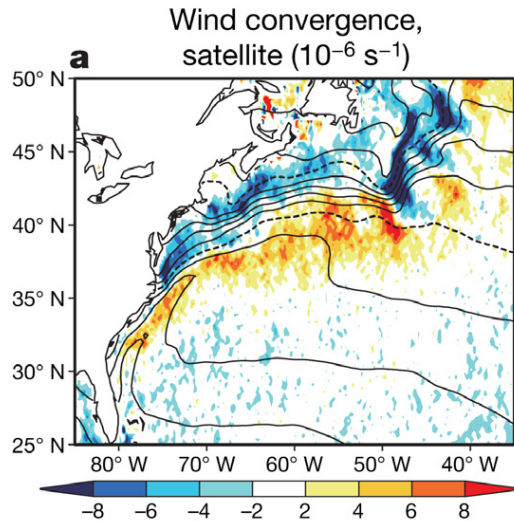 Wind convergence,
satellite (10⁻⁶ s⁻¹)
a
50° N
45° N
40° N
35° N
30° N
25° N
80° W 70° W 60° W 50° W 40° W
–8 –6 –4 –2 2 4 6 8